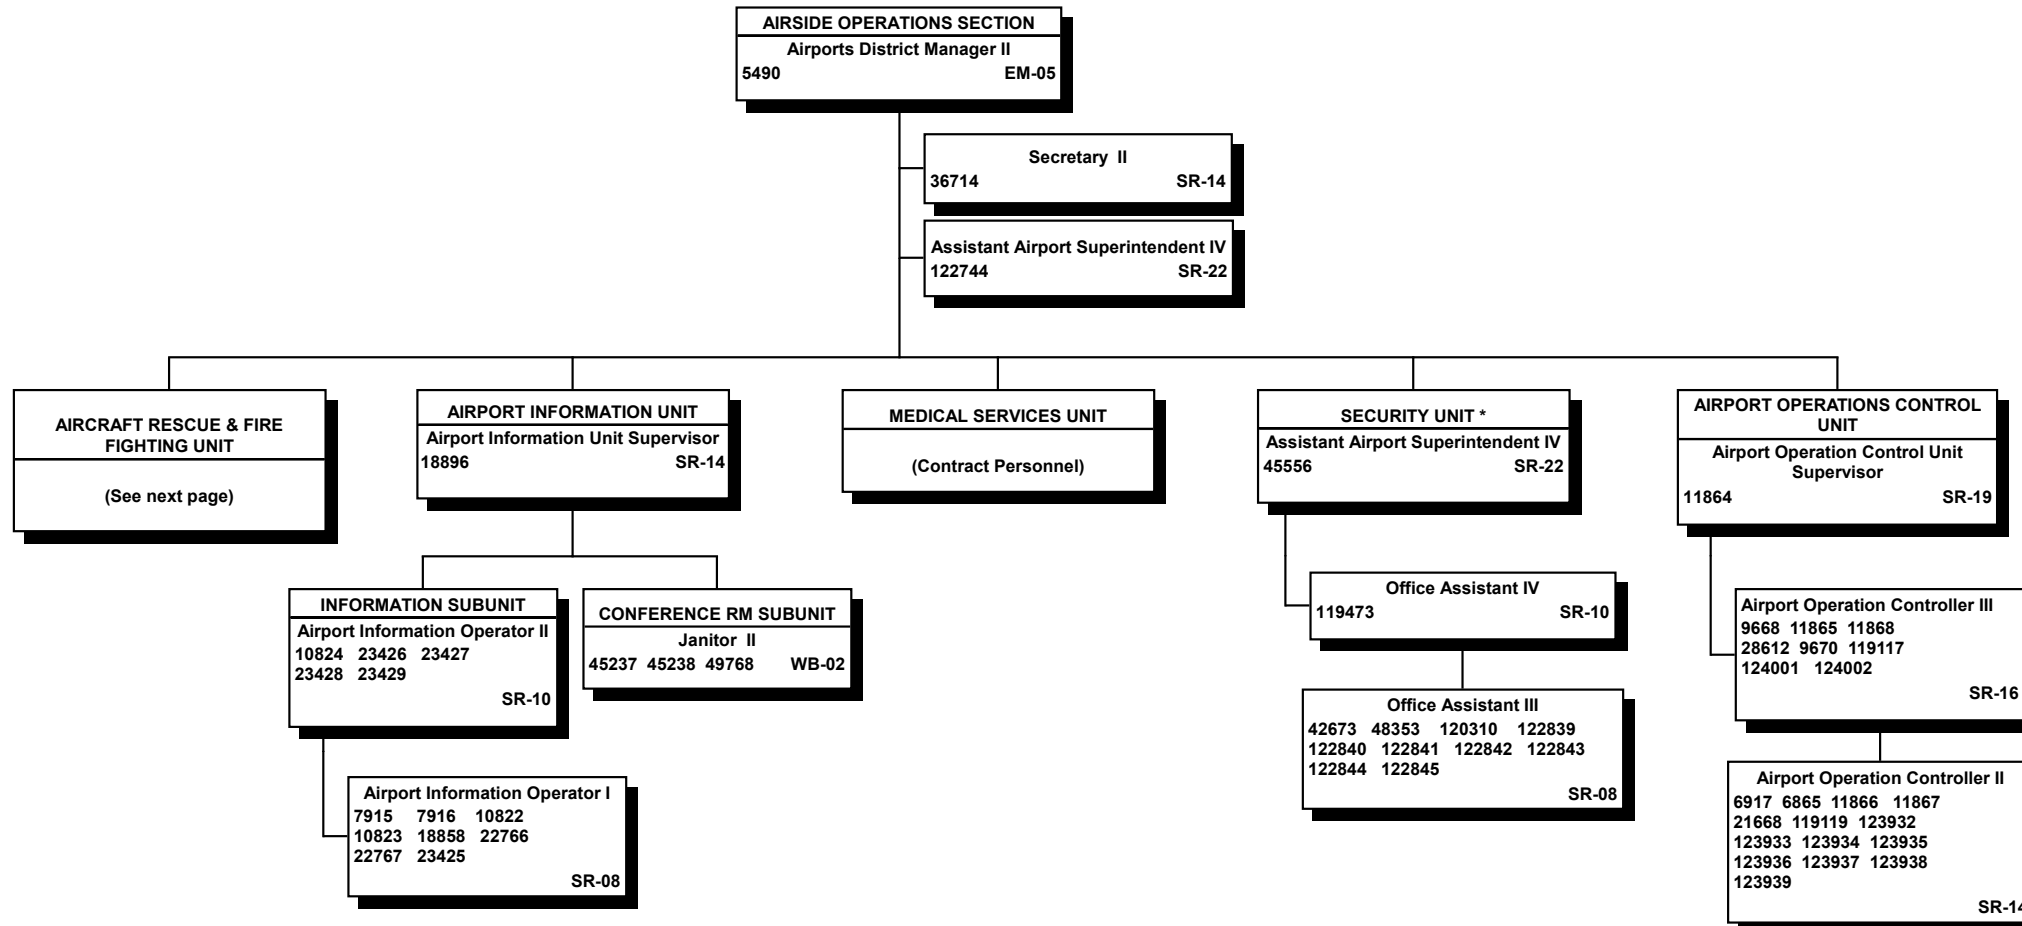 AIRSIDE OPERATIONS SECTION
Airports District Manager II
5490 EM-05
Secretary II
36714 SR-14
Assistant Airport Superintendent IV
122744 SR-22
AIRCRAFT RESCUE & FIRE
FIGHTING UNIT
(See next page)
AIRPORT INFORMATION UNIT
Airport Information Unit Supervisor
18896 SR-14
MEDICAL SERVICES UNIT
(Contract Personnel)
SECURITY UNIT *
Assistant Airport Superintendent IV
45556 SR-22
AIRPORT OPERATIONS CONTROL
UNIT
Airport Operation Control Unit
Supervisor
11864 SR-19
INFORMATION SUBUNIT
Airport Information Operator II
10824 23426 23427
23428 23429
SR-10
CONFERENCE RM SUBUNIT
Janitor II
45237 45238 49768 WB-02
Office Assistant IV
119473 SR-10
Airport Operation Controller III
9668 11865 11868
28612 9670 119117
124001 124002
SR-16
Office Assistant III
42673 48353 120310 122839
122840 122841 122842 122843
122844 122845
SR-08
Airport Information Operator I
7915 7916 10822
10823 18858 22766
22767 23425
SR-08
Airport Operation Controller II
6917 6865 11866 11867
21668 119119 123932
123933 123934 123935
123936 123937 123938
123939
SR-14